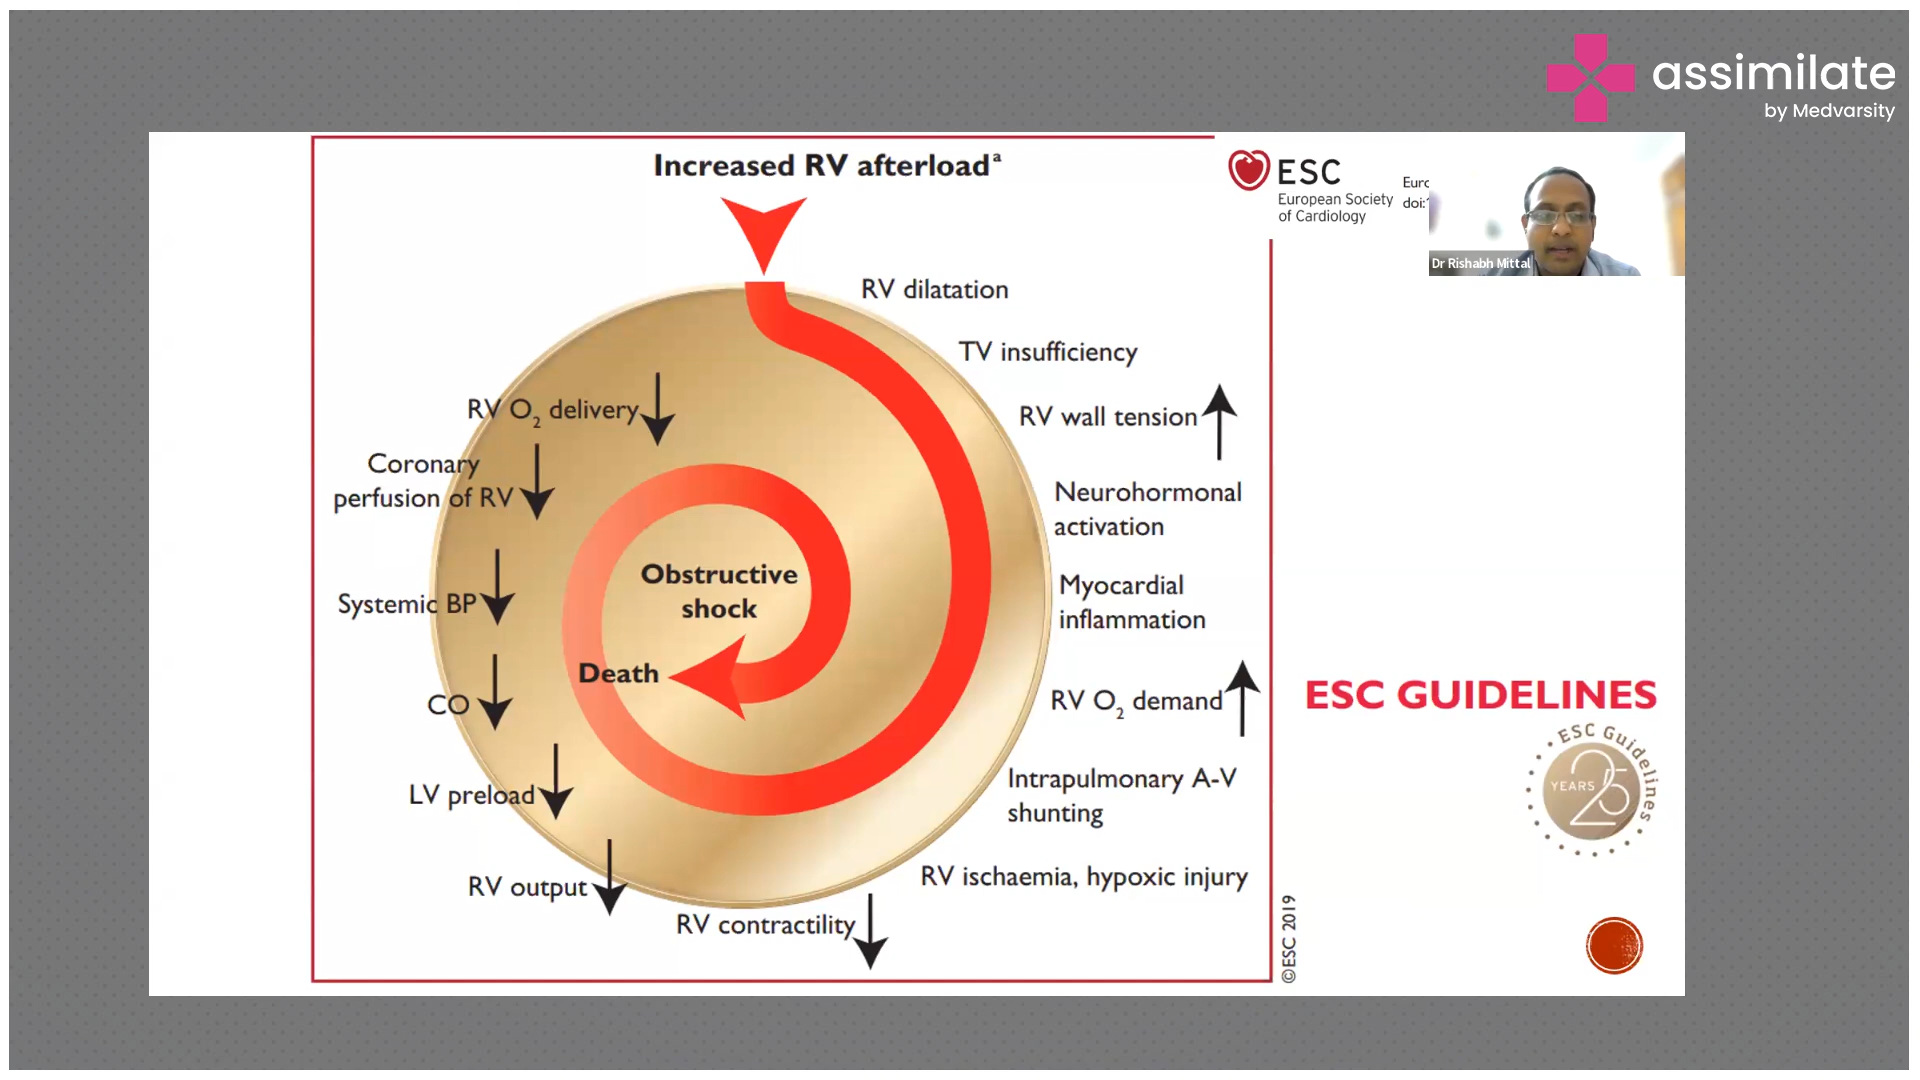 assimilate
by Medvarsity
Increased RV afterloadᵃ
ESC
European Society
of Cardiology
doi:
Dr Rishabh Mittal
RV dilatation
TV insufficiency
RV wall tension
Neurohormonal
activation
Myocardial
inflammation
RV O₂ demand
Intrapulmonary A-V
shunting
RV ischaemia, hypoxic injury
RV contractility
RV output
LV preload
CO
Systemic BP
Coronary
perfusion of RV
RV O₂ delivery
Obstructive
shock
Death
©ESC 2019
ESC GUIDELINES
ESC Guidelines
25
YEARS